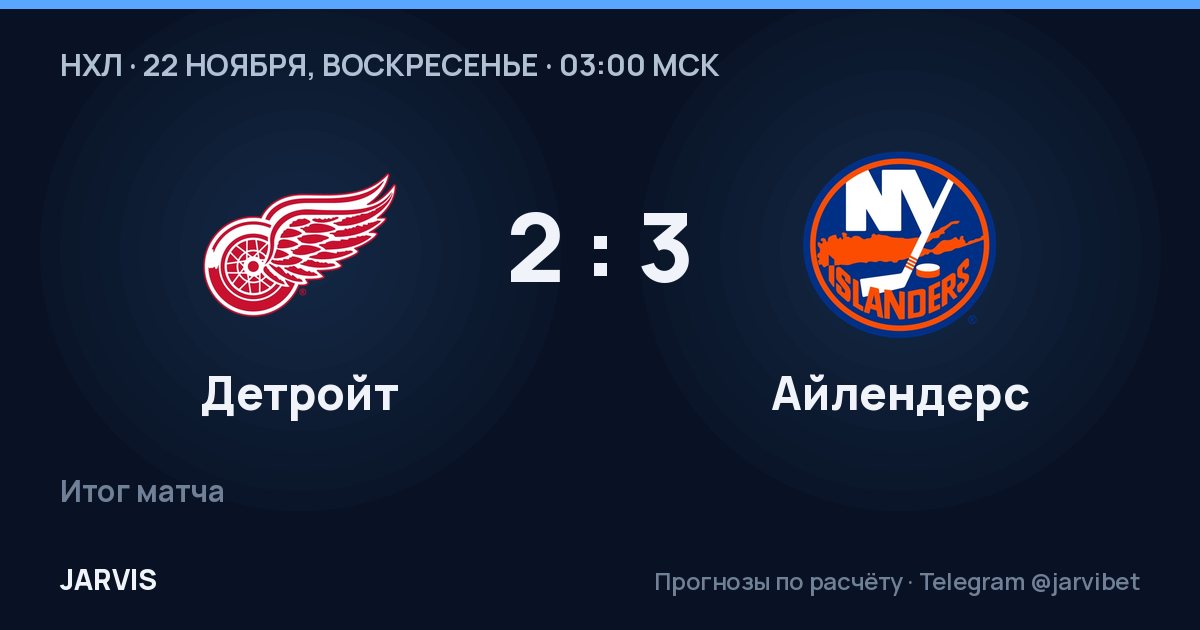 НХЛ · 22 НОЯБРЯ, ВОСКРЕСЕНЬЕ · 03:00 МСК
2 : 3
NY
ISLANDERS
Детройт
Айлендерс
Итог матча
JARVIS
Прогнозы по расчёту · Telegram @jarvibet